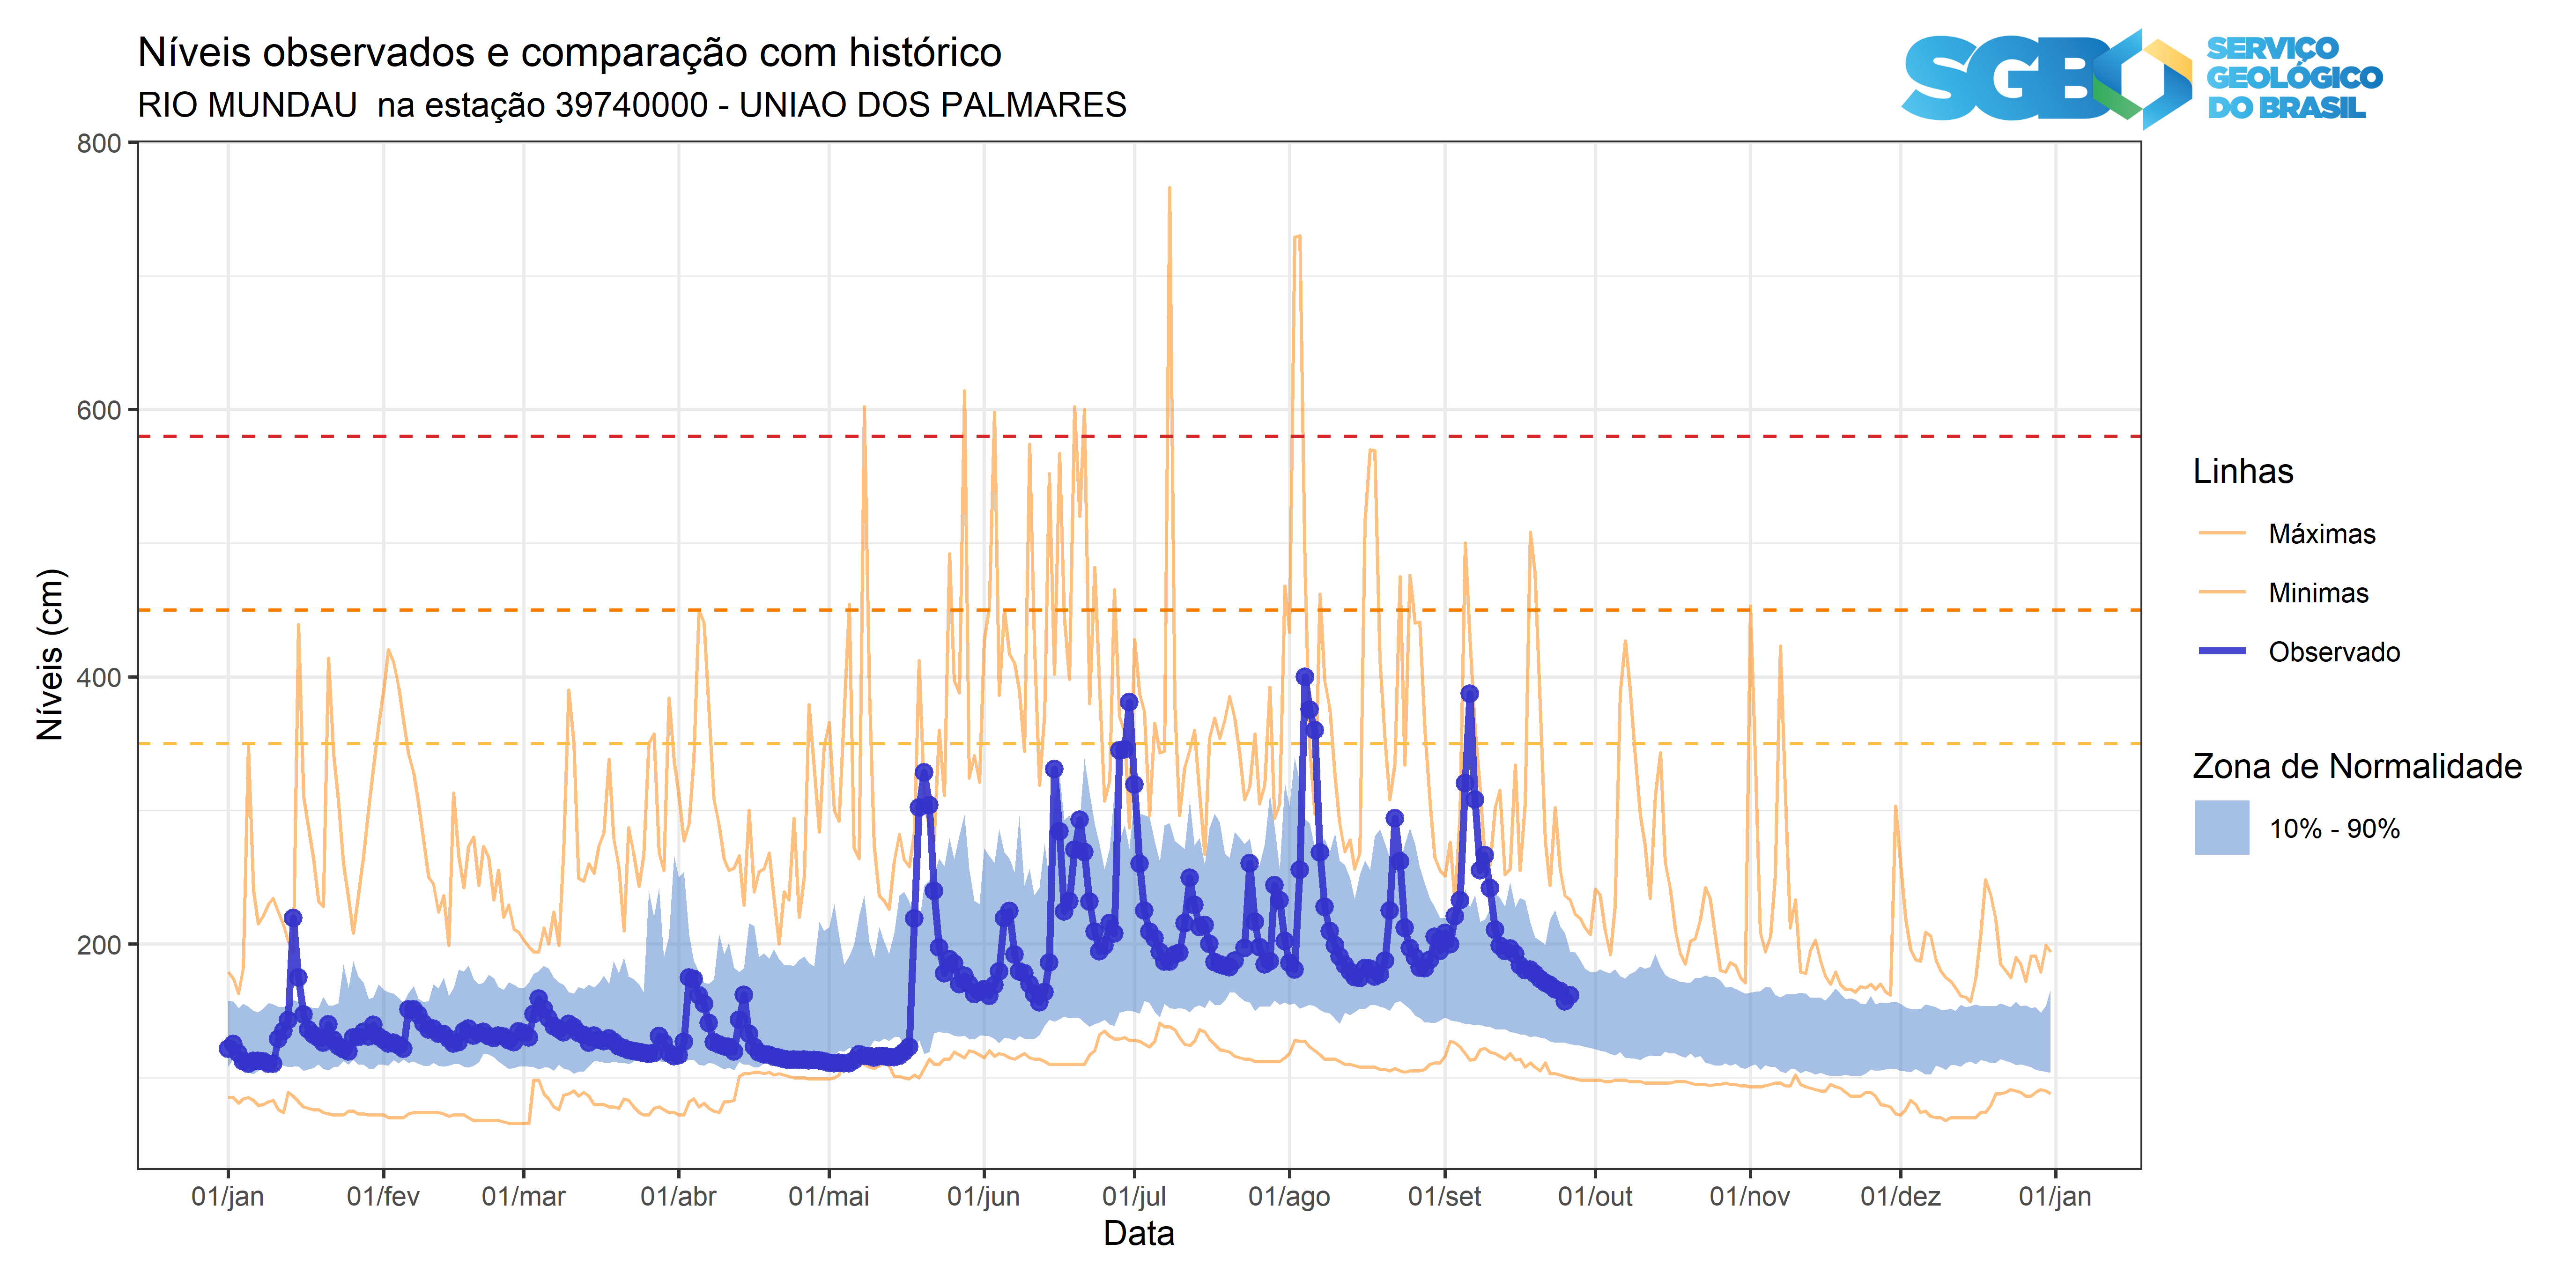 Níveis observados e comparação com histórico
RIO MUNDAU  na estação 39740000 - UNIAO DOS PALMARES
SGB
SERVIÇO
GEOLÓGICO
DO BRASIL
800
600
400
200
Níveis (cm)
01/jan
01/fev
01/mar
01/abr
01/mai
01/jun
01/jul
01/ago
01/set
01/out
01/nov
01/dez
01/jan
Data
Linhas
Máximas
Minimas
Observado
Zona de Normalidade
10% - 90%